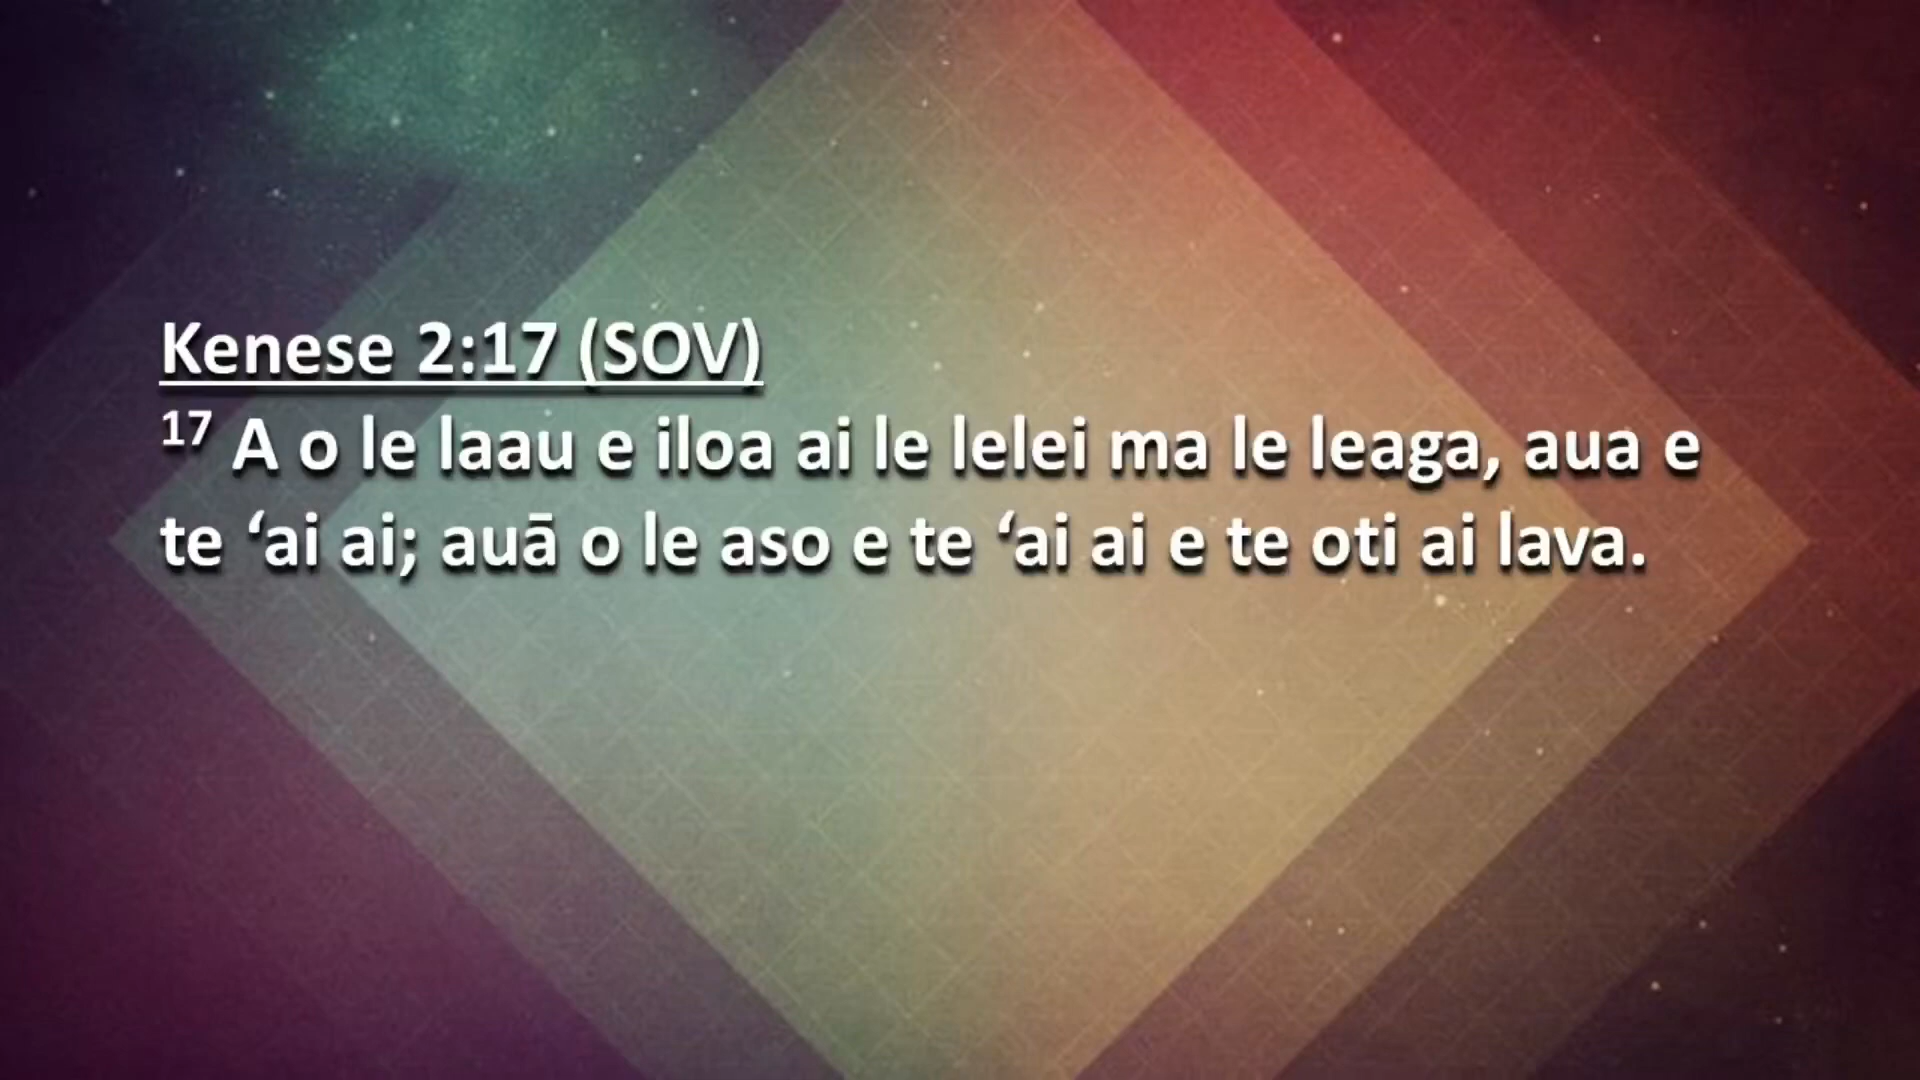 Kenese 2:17 (SOV)
17 A o le laau e iloa ai le lelei ma le leaga, aua e
te ‘ai ai; auā o le aso e te ‘ai ai e te oti ai lava.